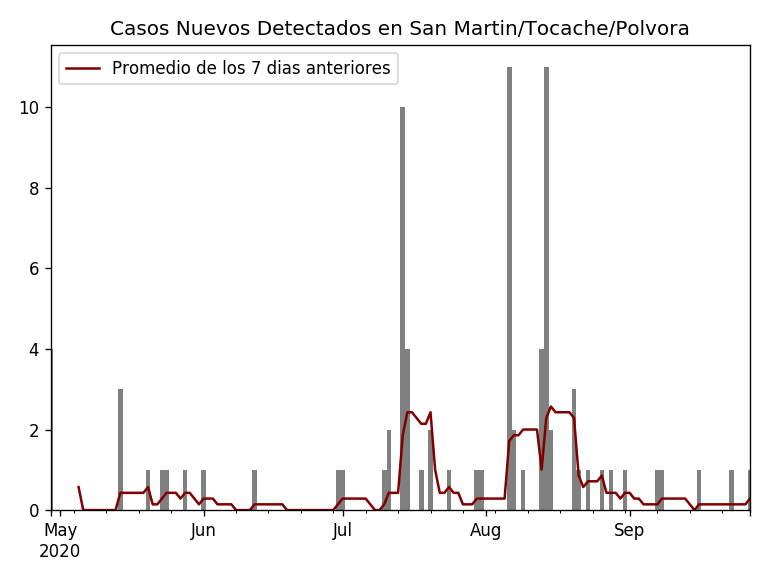 Casos Nuevos Detectados en San Martin/Tocache/Polvora
Promedio de los 7 dias anteriores
10
8
6
4
2
0
May Jun Jul Aug Sep
2020